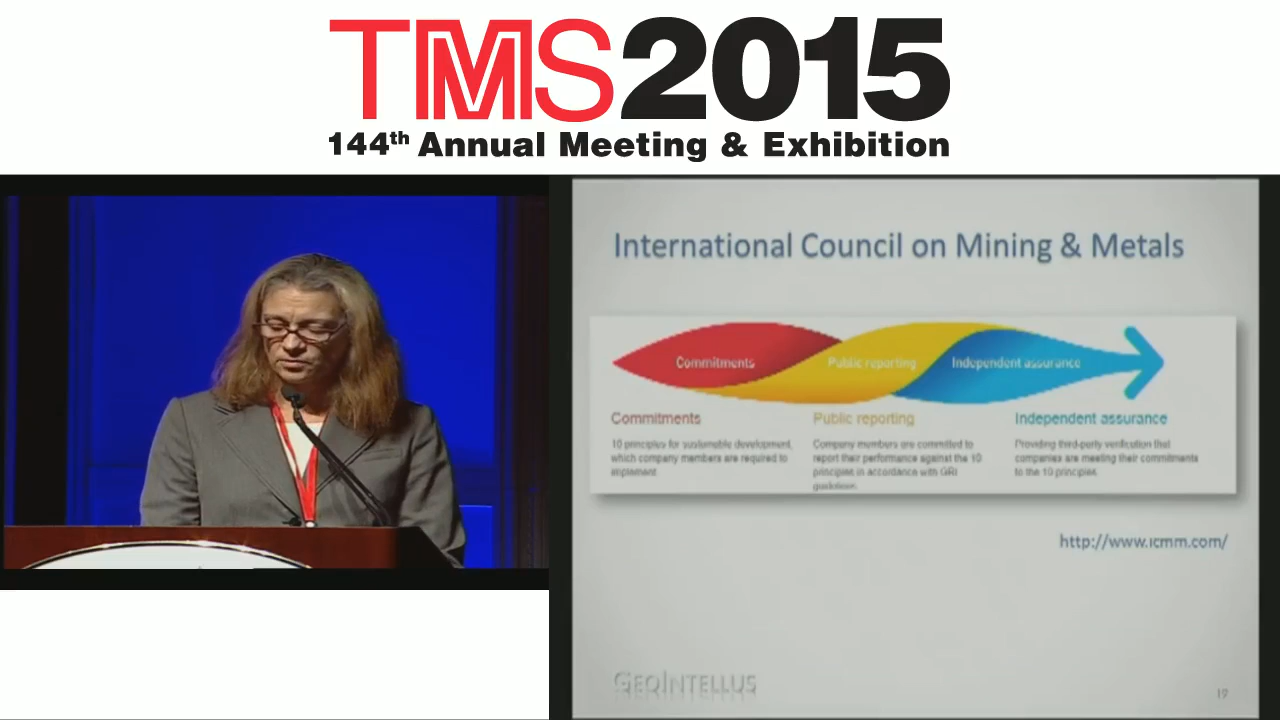 TMS2015
144th Annual Meeting & Exhibition
International Council on Mining & Metals
Commitments
Public reporting
Independent assurance
Commitments
10 principles for sustainable development,
which company members are required to
implement
Public reporting
Company members are committed to
report their performance against the 10
principles in accordance with GRI
guidelines.
Independent assurance
Providing third-party verification that
companies are meeting their commitments
to the 10 principles.
http://www.icmm.com/
GEOINTELLUS
19